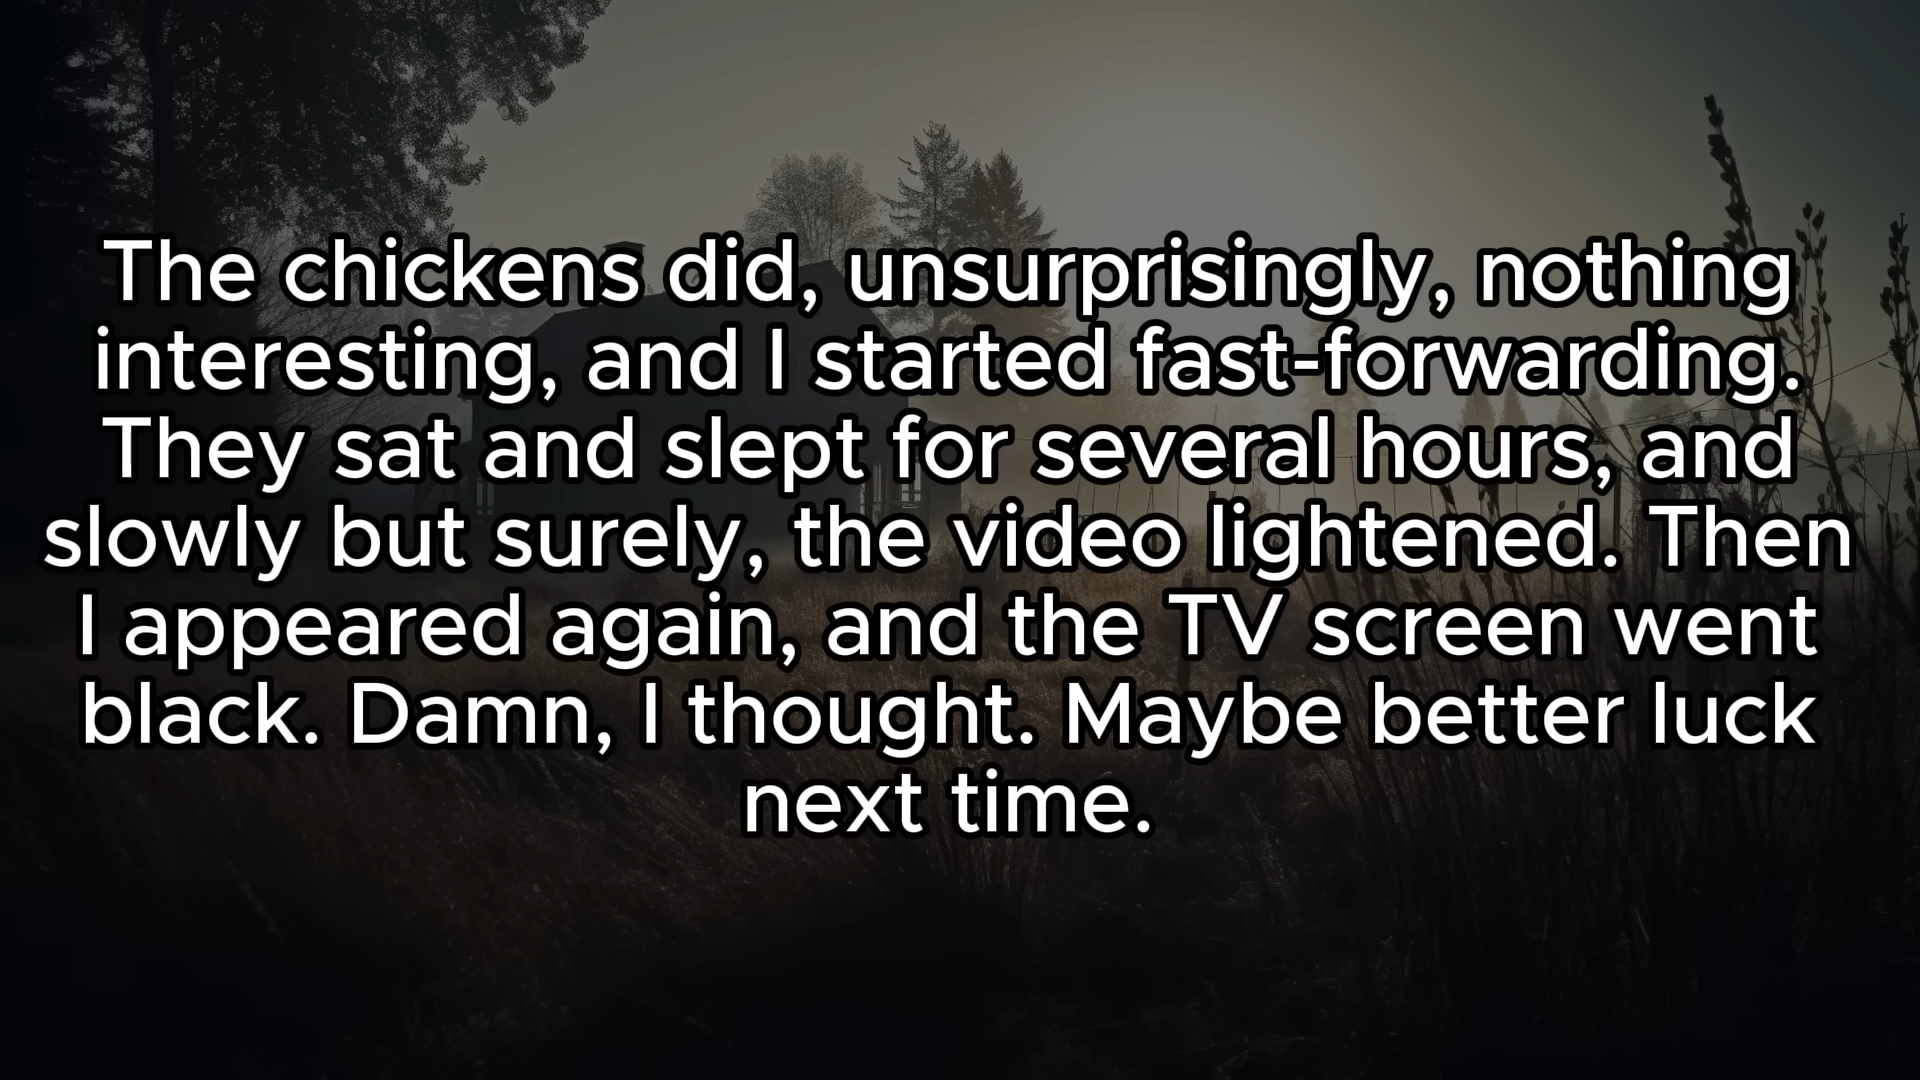 The chickens did, unsurprisingly, nothing
interesting, and I started fast-forwarding.
They sat and slept for several hours, and
slowly but surely, the video lightened. Then
I appeared again, and the TV screen went
black. Damn, I thought. Maybe better luck
next time.